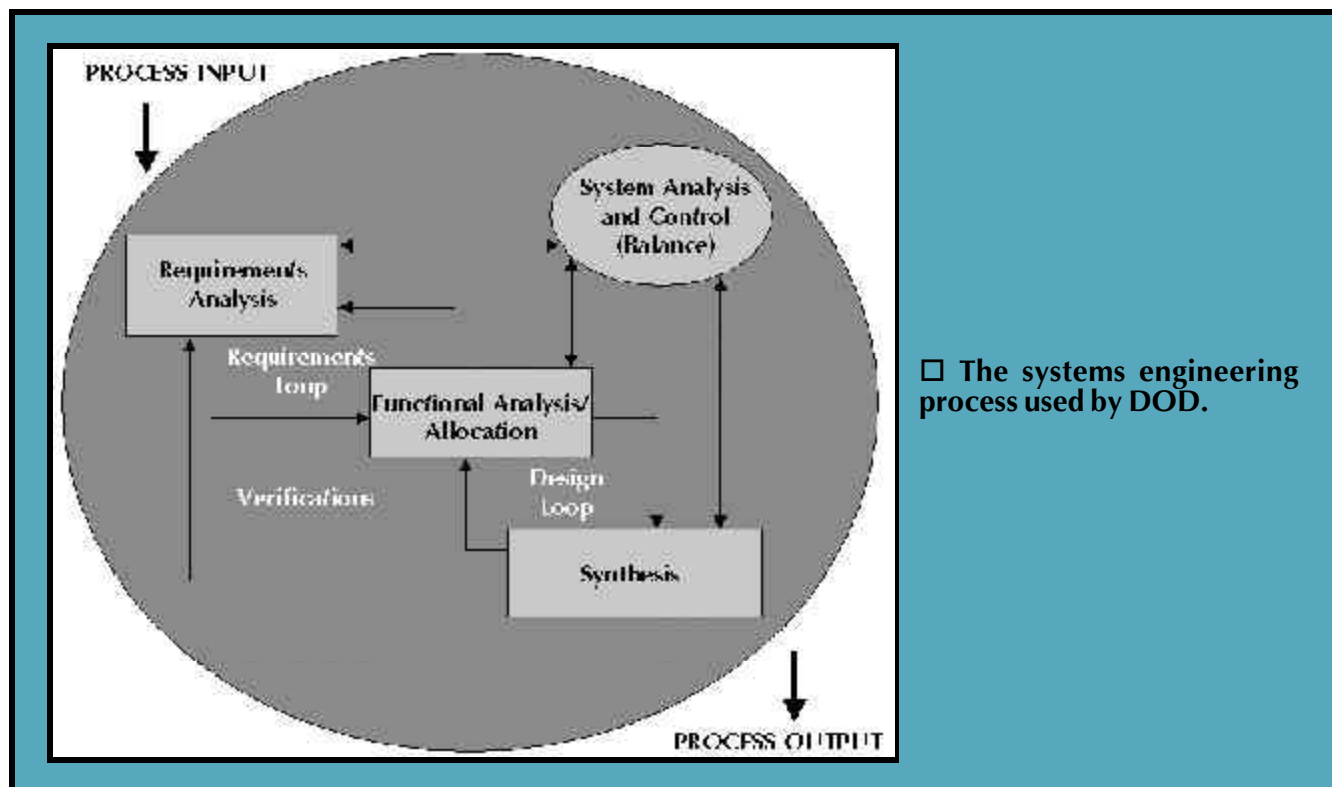 PROCESS INPUT
System Analysis
and Control
(Balance)
Requirements
Analysis
Requirements
Loop
Functional Analysis/
Allocation
Design
Loop
Verifications
Synthesis
PROCESS OUTPUT
☐ The systems engineering
process used by DOD.